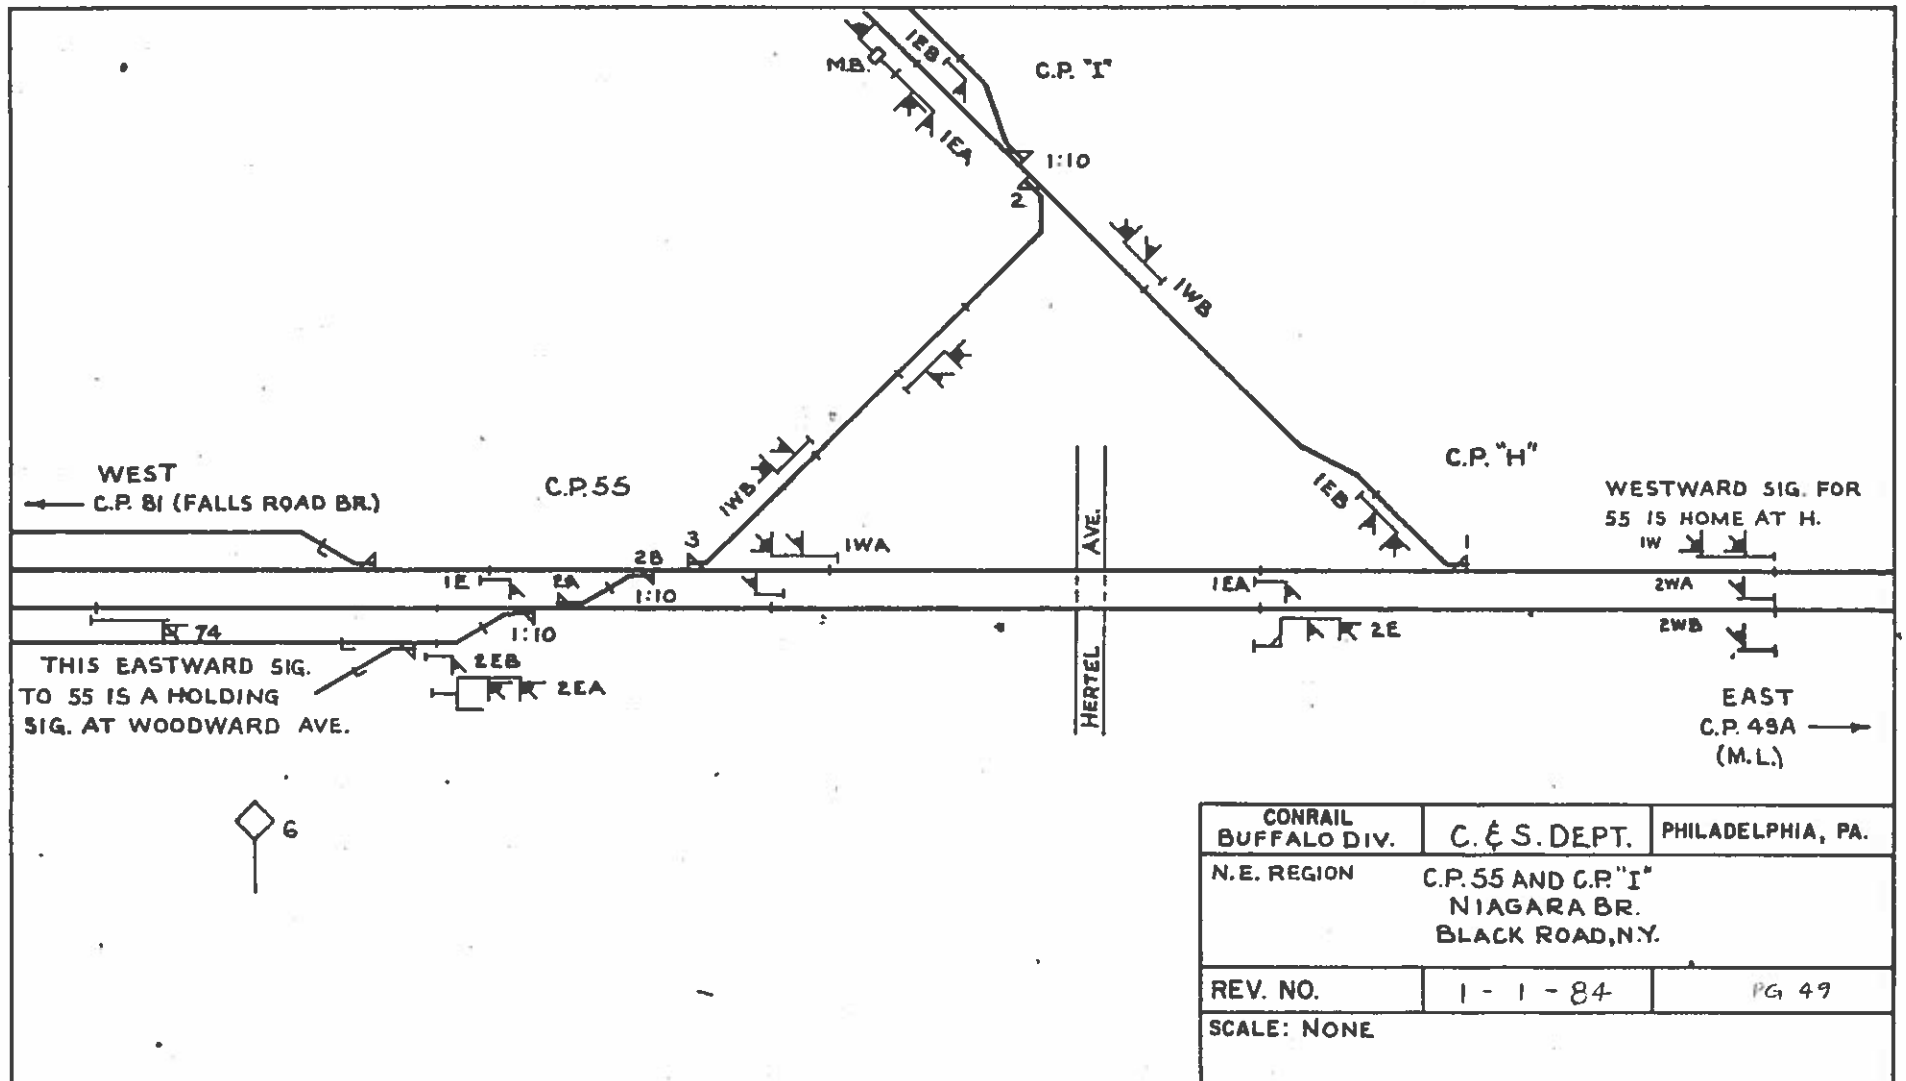 1EB
C.P. "I"
M.B.
1EA
1:10
2
1WB
WEST
C.P. 81 (FALLS ROAD BR.)
C.P. 55
1WB
3
1WA
2B
1E
2A
1:10
1:10
74
2EB
2EA
THIS EASTWARD SIG.
TO 55 IS A HOLDING
SIG. AT WOODWARD AVE.
HERTEL AVE.
C.P. "H"
1EB
1
WESTWARD SIG. FOR
55 IS HOME AT H.
1W
1EA
2WA
2E
2WB
EAST
C.P. 49A
(M.L.)
6
CONRAIL
BUFFALO DIV.
C. & S. DEPT.
PHILADELPHIA, PA.
N.E. REGION
C.P. 55 AND C.P. "I"
NIAGARA BR.
BLACK ROAD, N.Y.
REV. NO.
1 - 1 - 84
PG 49
SCALE: NONE